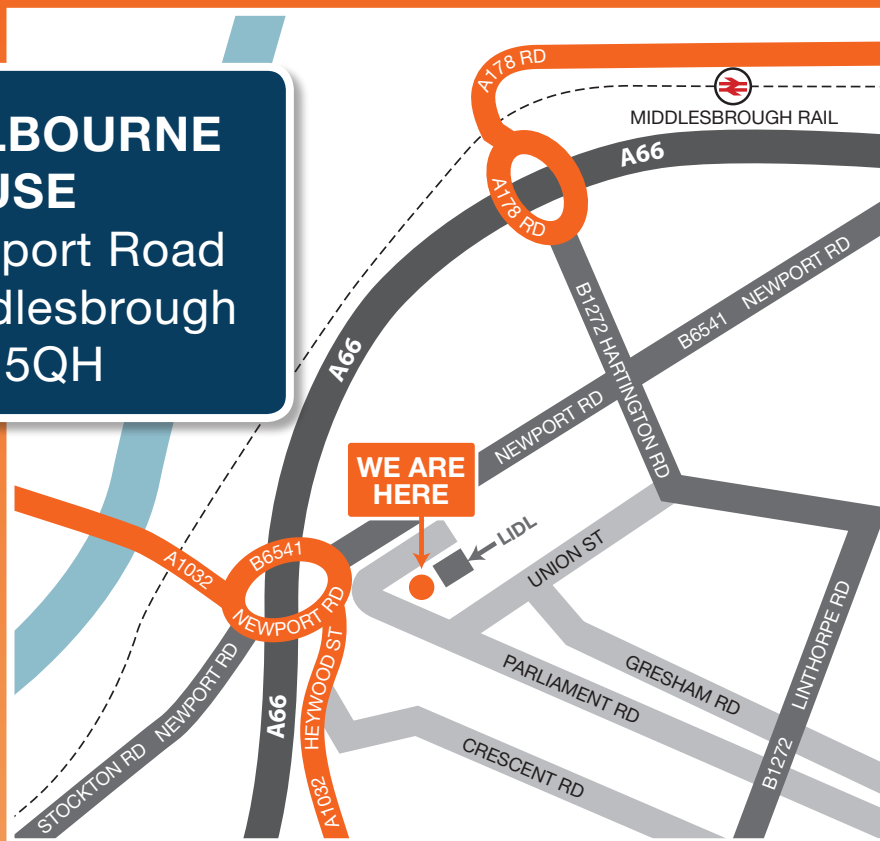 LBOURNE
USE
port Road
dlesbrough
5QH
A178 RD
MIDDLESBROUGH RAIL
A66
A178 RD
B1272 HARTINGTON RD
B6541 NEWPORT RD
A66
NEWPORT RD
WE ARE
HERE
LIDL
UNION ST
B6541
NEWPORT RD
A1032
HEYWOOD ST
A1032
A66
STOCKTON RD NEWPORT RD
PARLIAMENT RD
GRESHAM RD
CRESCENT RD
B1272 LINTHORPE RD